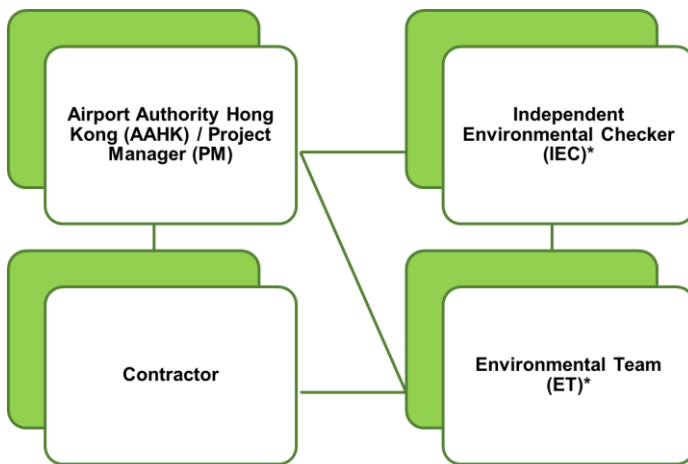 Airport Authority Hong
Kong (AAHK) / Project
Manager (PM)
Independent
Environmental Checker
(IEC)*
Contractor
Environmental Team
(ET)*